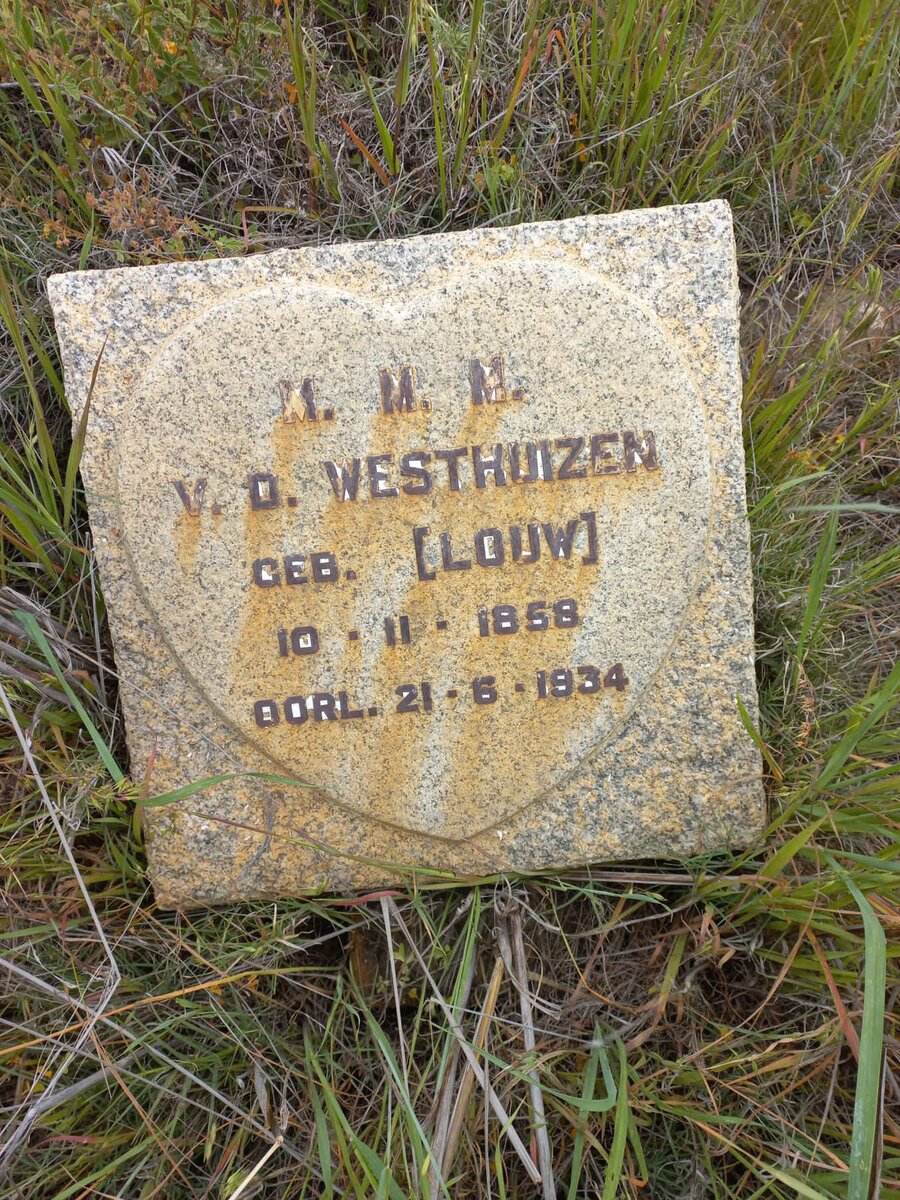 M. M. M.
V. D. WESTHUIZEN
GEB. [LOUW]
10 · 11 · 1858
OORL. 21 · 6 · 1934